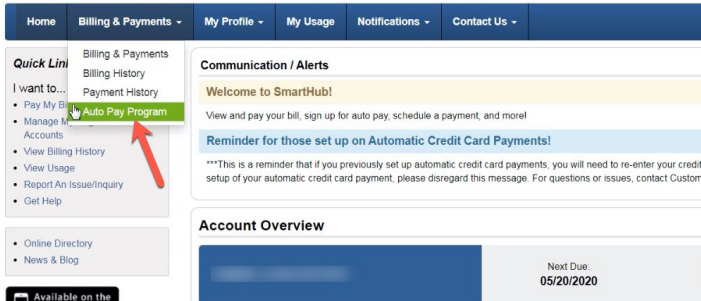 Home
Billing & Payments
My Profile
My Usage
Notifications
Contact Us
Billing & Payments
Billing History
Payment History
Auto Pay Program
Quick
I want to...
Pay My
Manage
Accounts
View Billing History
View Usage
Report An Issue/Inquiry
Get Help
Online Directory
News & Blog
Available on the
Communication / Alerts
Welcome to SmartHub!
View and pay your bill, sign up for auto pay, schedule a payment, and more!
Reminder for those set up on Automatic Credit Card Payments!
***This is a reminder that if you previously set up automatic credit card payments, you will need to re-enter your credit
setup of your automatic credit card payment, please disregard this message. For questions or issues, contact Custom
Account Overview
Next Due:
05/20/2020